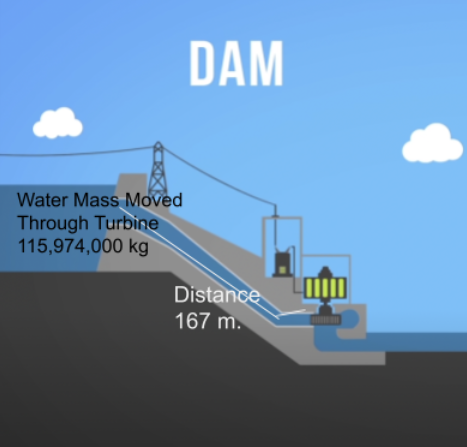 DAM
Water Mass Moved
Through Turbine
115,974,000 kg
Distance
167 m.